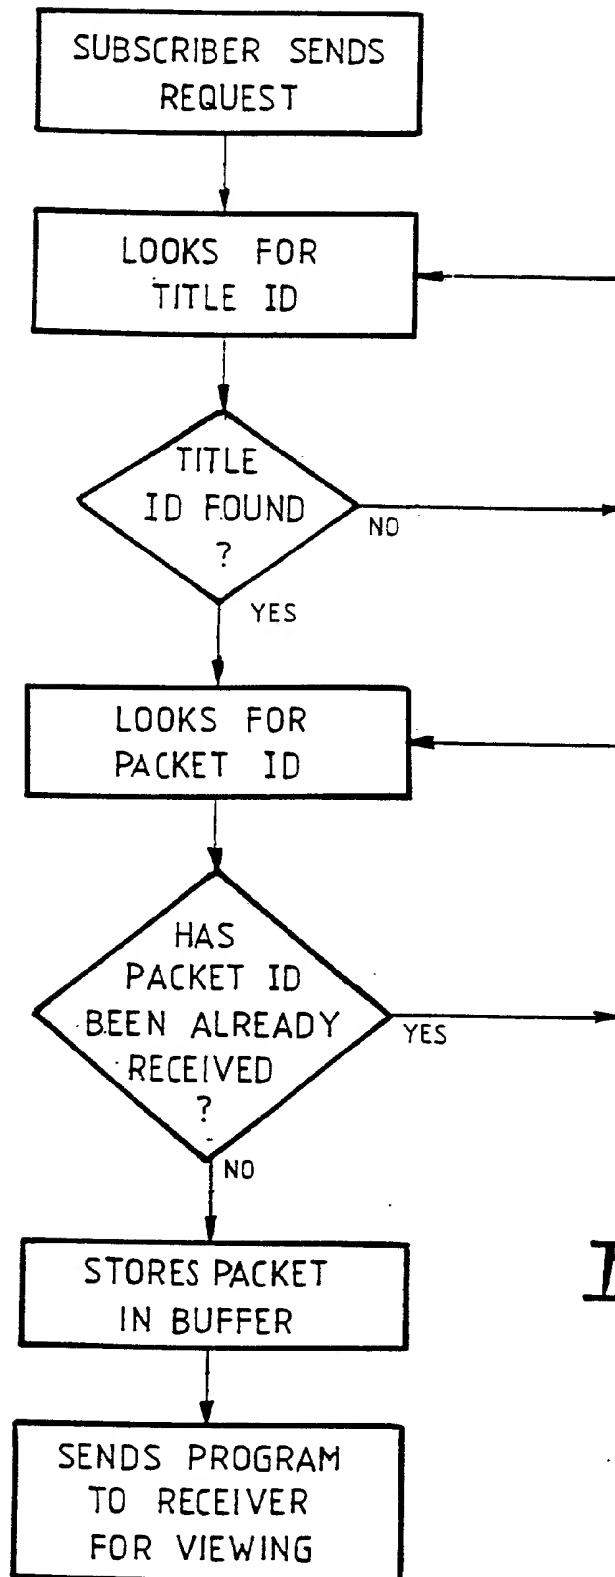 SUBSCRIBER SENDS
REQUEST
LOOKS FOR
TITLE ID
TITLE
ID FOUND
?
NO
YES
LOOKS FOR
PACKET ID
HAS
PACKET ID
BEEN ALREADY
RECEIVED
?
YES
NO
STORES PACKET
IN BUFFER
SENDS PROGRAM
TO RECEIVER
FOR VIEWING